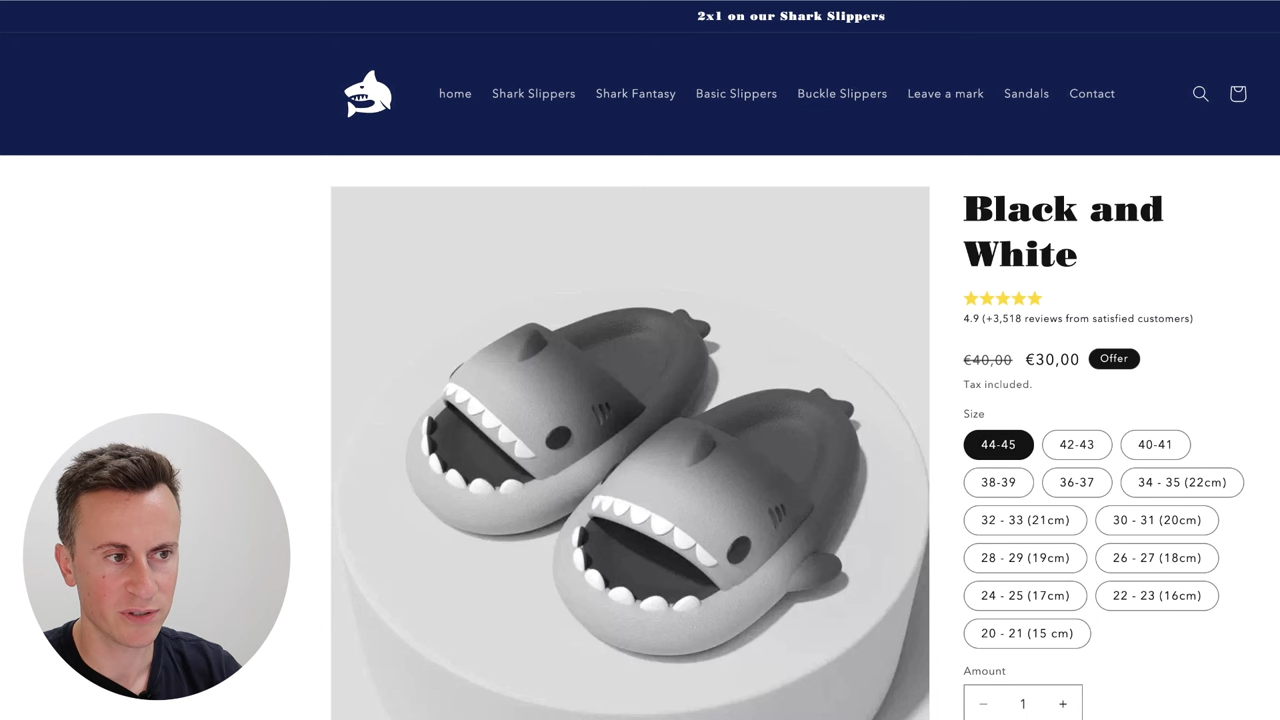 2x1 on our Shark Slippers
home Shark Slippers Shark Fantasy Basic Slippers Buckle Slippers Leave a mark Sandals Contact
Black and
White
4.9 (+3,518 reviews from satisfied customers)
€40,00 €30,00 Offer
Tax included.
Size
44-45 42-43 40-41
38-39 36-37 34 - 35 (22cm)
32 - 33 (21cm) 30 - 31 (20cm)
28 - 29 (19cm) 26 - 27 (18cm)
24 - 25 (17cm) 22 - 23 (16cm)
20 - 21 (15 cm)
Amount
− 1 +